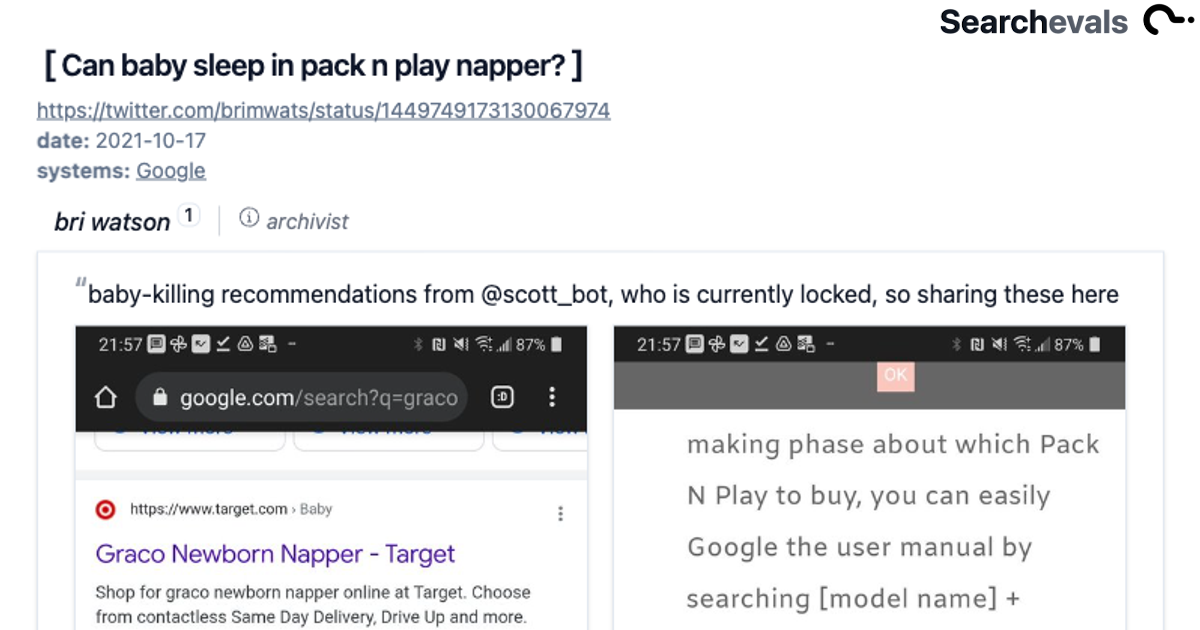 Searchevals
[ Can baby sleep in pack n play napper? ]
https://twitter.com/brimwats/status/1449749173130067974
date: 2021-10-17
systems: Google
bri watson 1
archivist
“baby-killing recommendations from @scott_bot, who is currently locked, so sharing these here
21:57
87%
google.com/search?q=graco
:D
View more
View more
https://www.target.com › Baby
Graco Newborn Napper - Target
Shop for graco newborn napper online at Target. Choose
from contactless Same Day Delivery, Drive Up and more.
21:57
87%
OK
making phase about which Pack
N Play to buy, you can easily
Google the user manual by
searching [model name] +